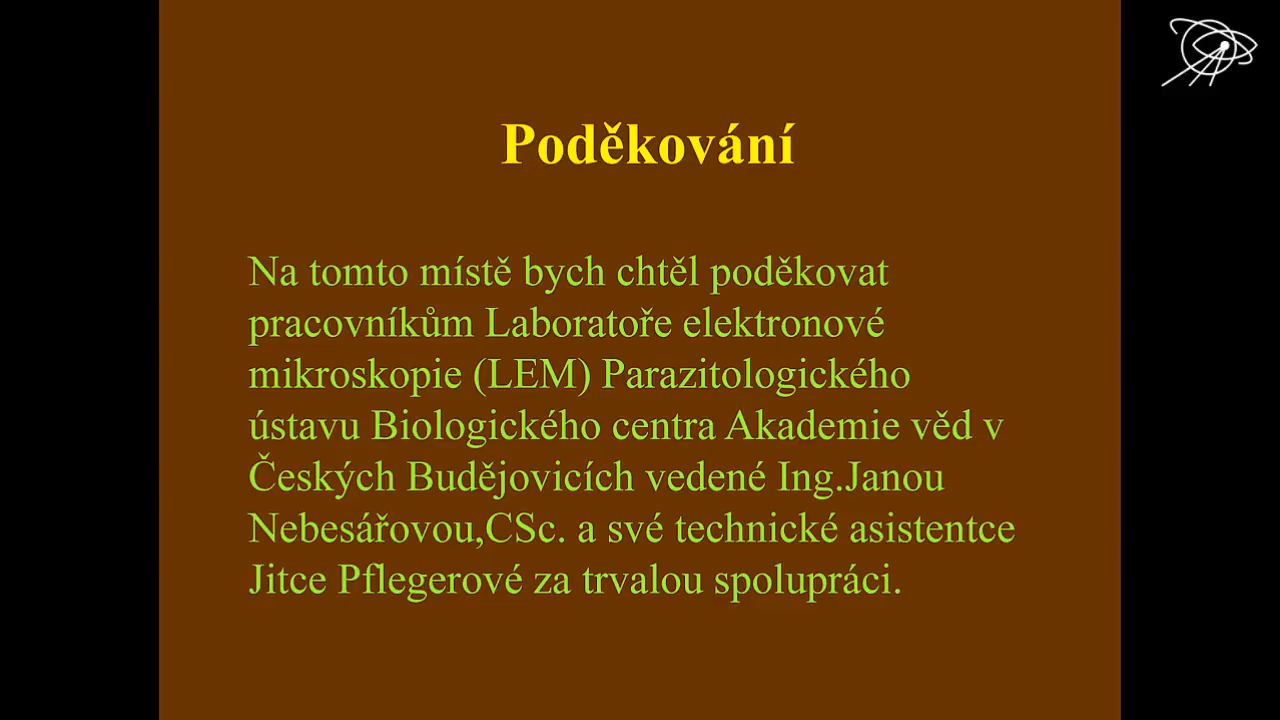 Poděkování
Na tomto místě bych chtěl poděkovat
pracovníkům Laboratoře elektronové
mikroskopie (LEM) Parazitologického
ústavu Biologického centra Akademie věd v
Českých Budějovicích vedené Ing.Janou
Nebesářovou,CSc. a své technické asistentce
Jitce Pflegerové za trvalou spolupráci.